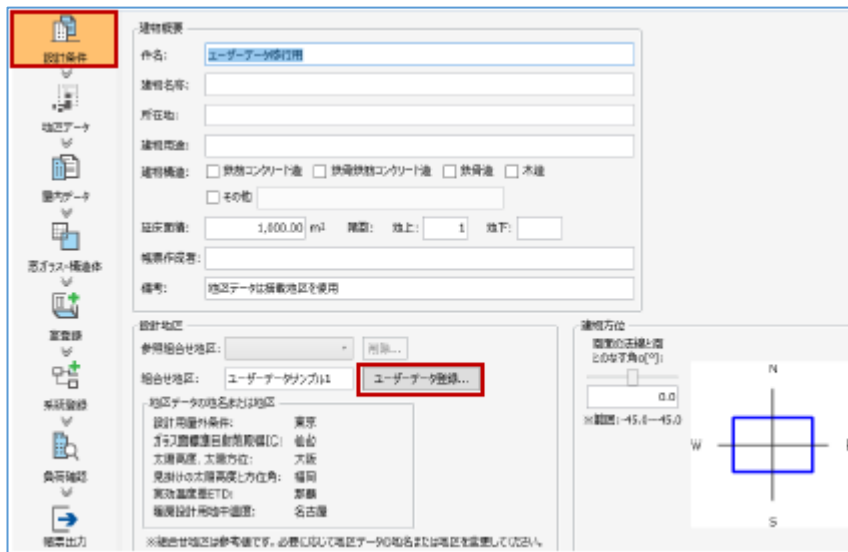 設計条件
地区データ
屋内データ
窓ガラス・構造体
室登録
系統登録
負荷確認
帳票出力
建物概要
件名: ユーザーデータ移行用
建物名称:
所在地:
建物用途:
建物構造: 鉄筋コンクリート造 鉄骨鉄筋コンクリート造 鉄骨造 木造
その他
延床面積: 1,000.00 m² 階数: 地上: 1 地下:
帳票作成者:
備考: 地区データは搭載地区を使用
設計地区
参照組合せ地区: 削除...
組合せ地区: ユーザーデータサンプル1 ユーザーデータ登録...
地区データの地名または地区
設計用屋外条件: 東京
ガラス面標準日射熱取得IG: 仙台
太陽高度、太陽方位: 大阪
見掛けの太陽高度と方位角: 福岡
実効温度差ETD: 那覇
暖房設計用地中温度: 名古屋
※組合せ地区は参考値です。必要に応じて地区データの地名または地区を変更してください。
建物方位
南面の法線と南
とのなす角α[°]:
0.0
※範囲:-45.0~45.0
N
W
S